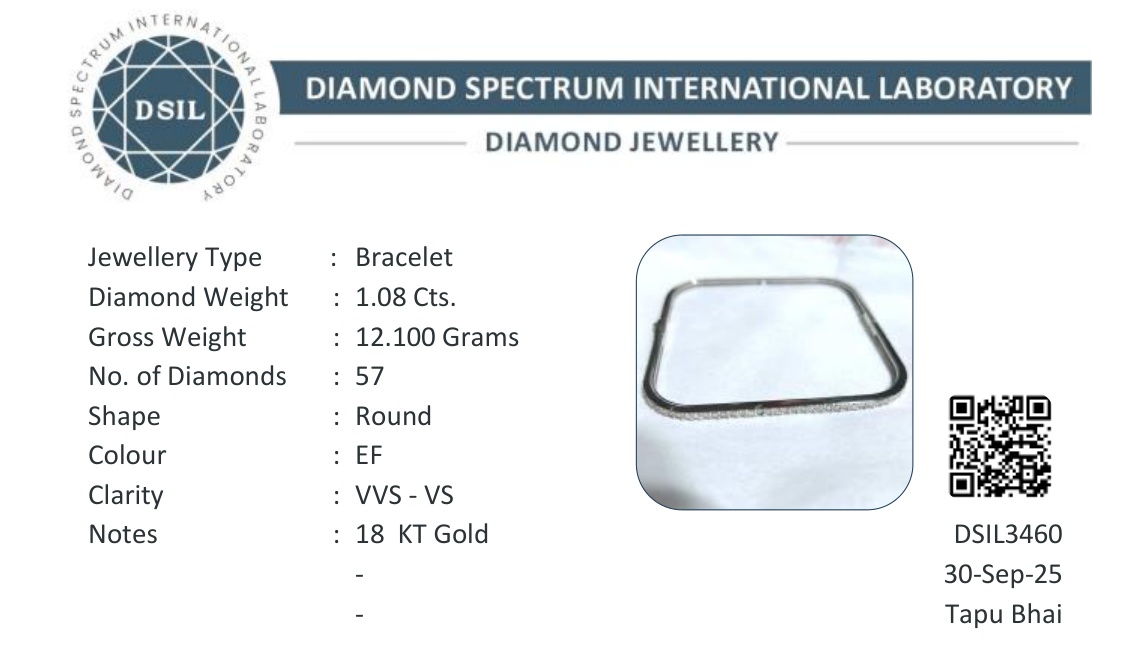 DIAMOND SPECTRUM INTERNATIONAL LABORATORY
DSIL
DIAMOND SPECTRUM INTERNATIONAL LABORATORY
DIAMOND JEWELLERY
Jewellery Type : Bracelet
Diamond Weight : 1.08 Cts.
Gross Weight : 12.100 Grams
No. of Diamonds : 57
Shape : Round
Colour : EF
Clarity : VVS - VS
Notes : 18 KT Gold
-
-
DSIL3460
30-Sep-25
Tapu Bhai